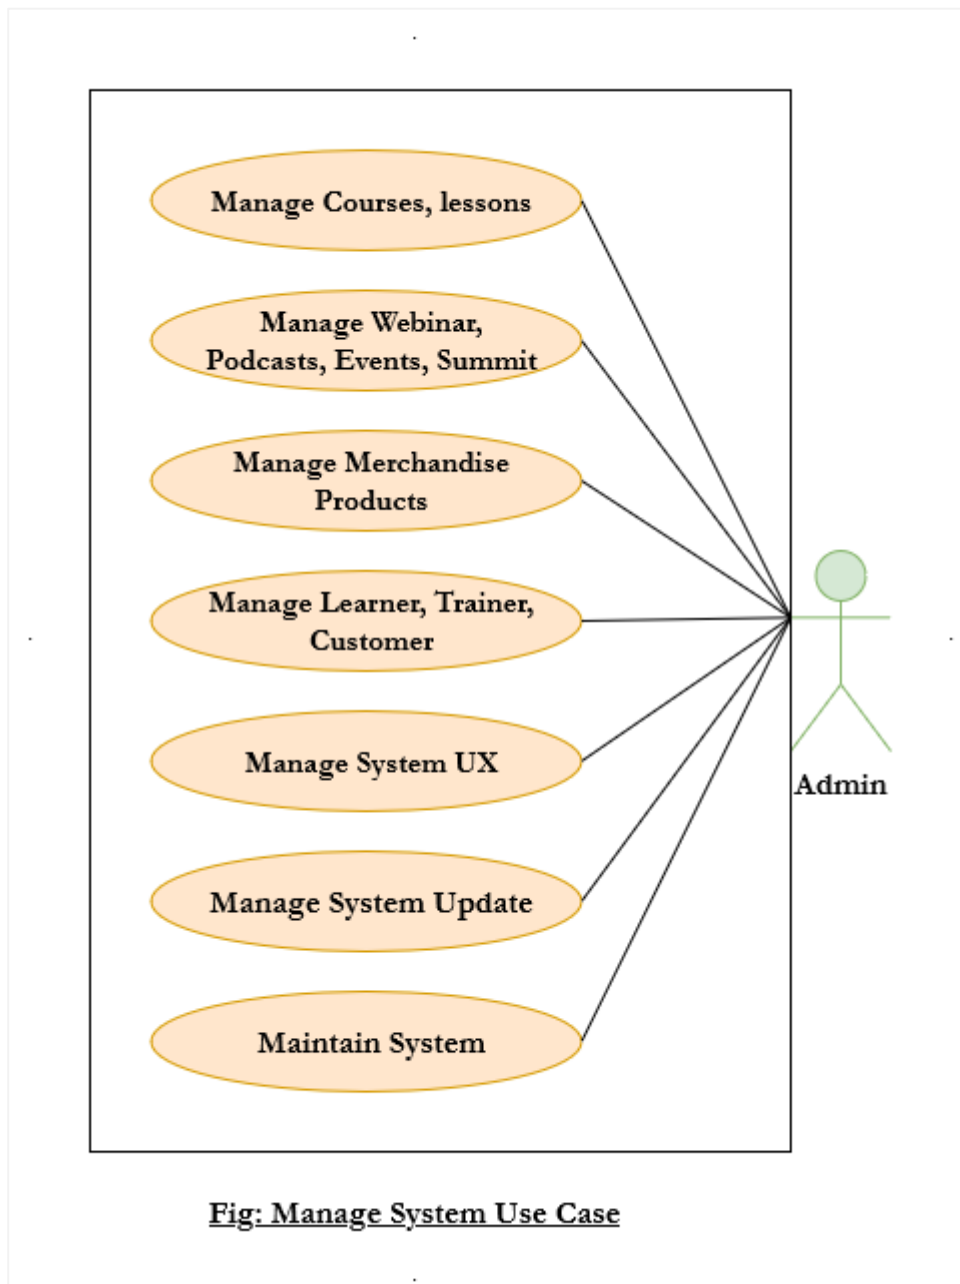 Manage Courses, lessons
Manage Webinar,
Podcasts, Events, Summit
Manage Merchandise
Products
Manage Learner, Trainer,
Customer
Manage System UX
Admin
Manage System Update
Maintain System
Fig: Manage System Use Case